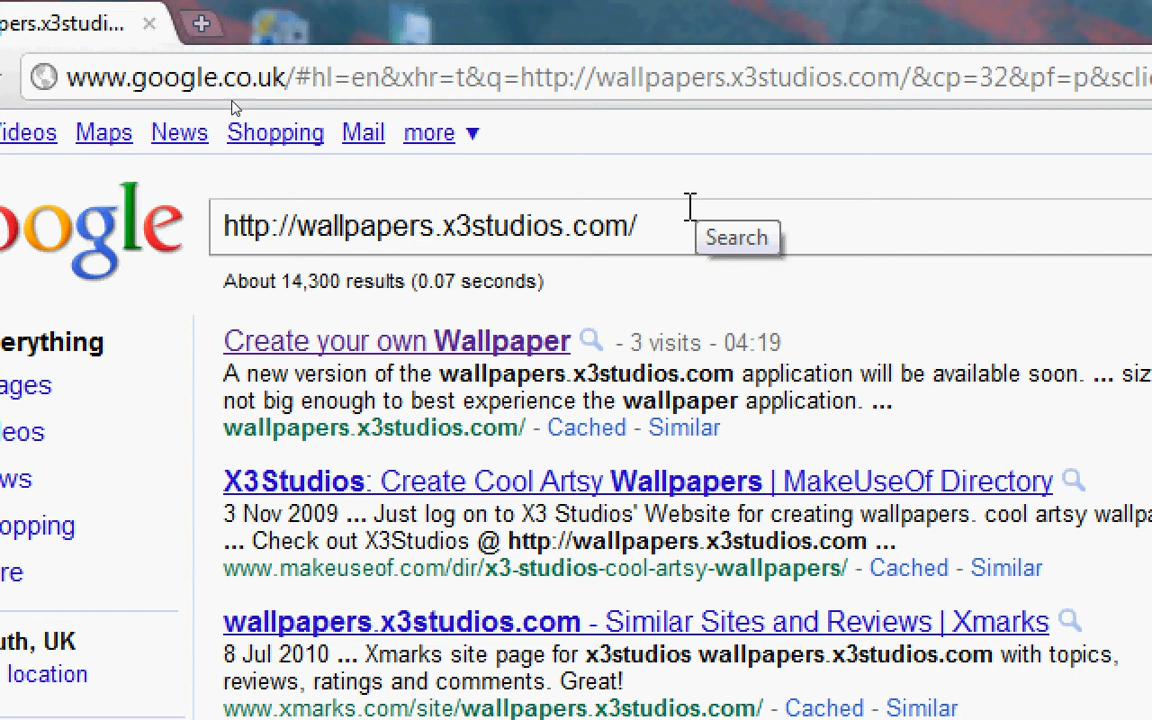 pers.x3studi...
www.google.co.uk/#hl=en&xhr=t&q=http://wallpapers.x3studios.com/&cp=32&pf=p&scli
ideos Maps News Shopping Mail more ▼
oogle
http://wallpapers.x3studios.com/
Search
About 14,300 results (0.07 seconds)
erything
ages
eos
ws
opping
re
uth, UK
location
Create your own Wallpaper - 3 visits - 04:19
A new version of the wallpapers.x3studios.com application will be available soon. ... siz
not big enough to best experience the wallpaper application. ...
wallpapers.x3studios.com/ - Cached - Similar
X3Studios: Create Cool Artsy Wallpapers | MakeUseOf Directory
3 Nov 2009 ... Just log on to X3 Studios' Website for creating wallpapers. cool artsy wallpa
... Check out X3Studios @ http://wallpapers.x3studios.com ...
www.makeuseof.com/dir/x3-studios-cool-artsy-wallpapers/ - Cached - Similar
wallpapers.x3studios.com - Similar Sites and Reviews | Xmarks
8 Jul 2010 ... Xmarks site page for x3studios wallpapers.x3studios.com with topics,
reviews, ratings and comments. Great!
www.xmarks.com/site/wallpapers.x3studios.com/ - Cached - Similar